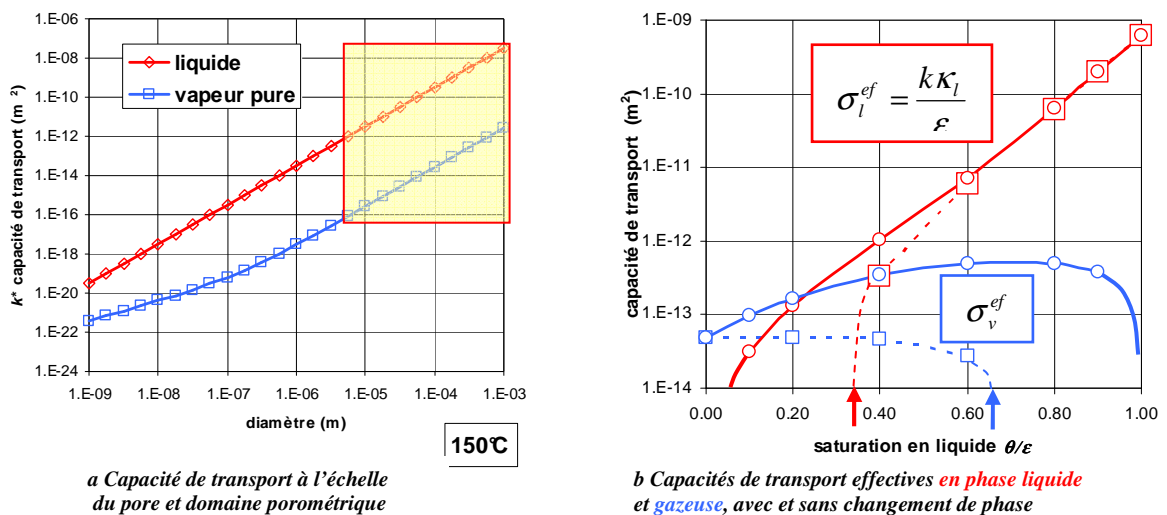 1.E-06
1.E-08
1.E-10
1.E-12
1.E-14
1.E-16
1.E-18
1.E-20
1.E-22
1.E-24
k* capacité de transport (m⁻²)
liquide
vapeur pure
1.E-09 1.E-08 1.E-07 1.E-06 1.E-05 1.E-04 1.E-03
diamètre (m)
150°C
a Capacité de transport à l'échelle
du pore et domaine porométrique
1.E-09
1.E-10
1.E-11
1.E-12
1.E-13
1.E-14
capacité de transport (m²)
σ_l^{ef} = kκ_l / ε
σ_v^{ef}
0.00 0.20 0.40 0.60 0.80 1.00
saturation en liquide θ/ε
b Capacités de transport effectives en phase liquide
et gazeuse, avec et sans changement de phase